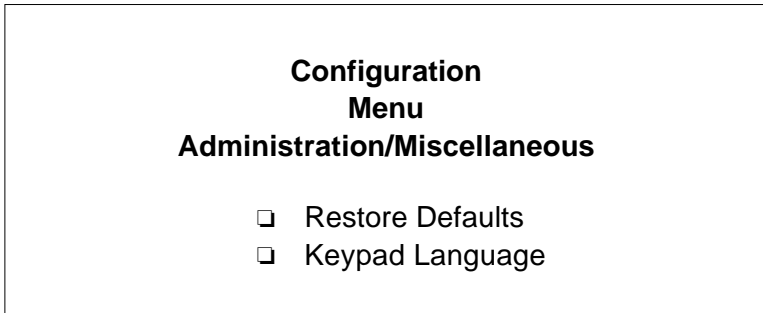 Configuration
Menu
Administration/Miscellaneous
❏ Restore Defaults
❏ Keypad Language